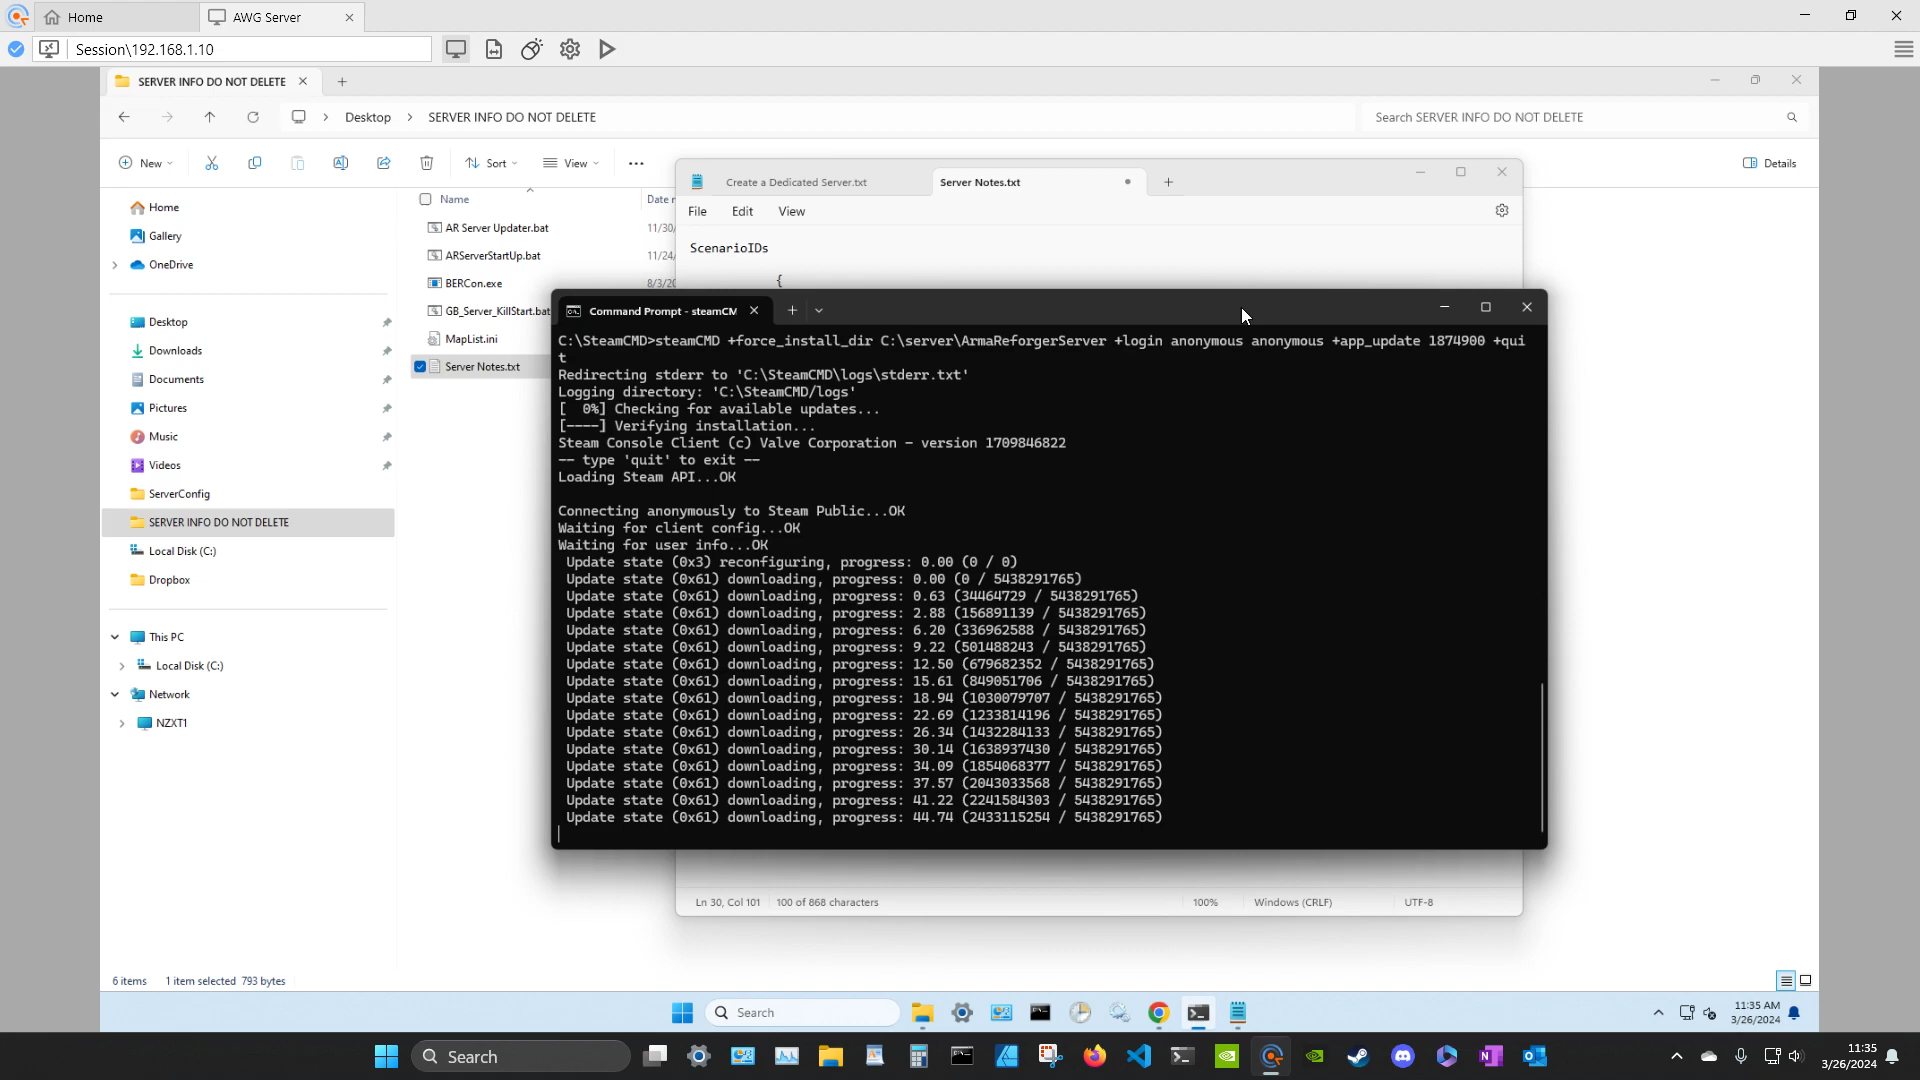 Home
AWG Server
Session\192.168.1.10
SERVER INFO DO NOT DELETE
Desktop
SERVER INFO DO NOT DELETE
Search SERVER INFO DO NOT DELETE
New
Sort
View
Details
Home
Gallery
OneDrive
Desktop
Downloads
Documents
Pictures
Music
Videos
ServerConfig
SERVER INFO DO NOT DELETE
Local Disk (C:)
Dropbox
This PC
Local Disk (C:)
Network
NZXT1
Name
Date r
AR Server Updater.bat
11/30/
ARServerStartUp.bat
11/24/
BERCon.exe
8/3/20
GB_Server_KillStart.bat
MapList.ini
Server Notes.txt
Create a Dedicated Server.txt
Server Notes.txt
File
Edit
View
ScenarioIDs
{
Command Prompt - steamCM
C:\SteamCMD>steamCMD +force_install_dir C:\server\ArmaReforgerServer +login anonymous anonymous +app_update 1874900 +qui
t
Redirecting stderr to 'C:\SteamCMD\logs\stderr.txt'
Logging directory: 'C:\SteamCMD/logs'
[  0%] Checking for available updates...
[----] Verifying installation...
Steam Console Client (c) Valve Corporation - version 1709846822
-- type 'quit' to exit --
Loading Steam API...OK
Connecting anonymously to Steam Public...OK
Waiting for client config...OK
Waiting for user info...OK
Update state (0x3) reconfiguring, progress: 0.00 (0 / 0)
Update state (0x61) downloading, progress: 0.00 (0 / 5438291765)
Update state (0x61) downloading, progress: 0.63 (34464729 / 5438291765)
Update state (0x61) downloading, progress: 2.88 (156891139 / 5438291765)
Update state (0x61) downloading, progress: 6.20 (336962588 / 5438291765)
Update state (0x61) downloading, progress: 9.22 (501488243 / 5438291765)
Update state (0x61) downloading, progress: 12.50 (679682352 / 5438291765)
Update state (0x61) downloading, progress: 15.61 (849051706 / 5438291765)
Update state (0x61) downloading, progress: 18.94 (1030079707 / 5438291765)
Update state (0x61) downloading, progress: 22.69 (1233814196 / 5438291765)
Update state (0x61) downloading, progress: 26.34 (1432284133 / 5438291765)
Update state (0x61) downloading, progress: 30.14 (1638937430 / 5438291765)
Update state (0x61) downloading, progress: 34.09 (1854068377 / 5438291765)
Update state (0x61) downloading, progress: 37.57 (2043033568 / 5438291765)
Update state (0x61) downloading, progress: 41.22 (2241584303 / 5438291765)
Update state (0x61) downloading, progress: 44.74 (2433115254 / 5438291765)
Ln 30, Col 101
100 of 868 characters
100%
Windows (CRLF)
UTF-8
6 items
1 item selected 793 bytes
Search
11:35 AM
3/26/2024
Search
11:35
3/26/2024